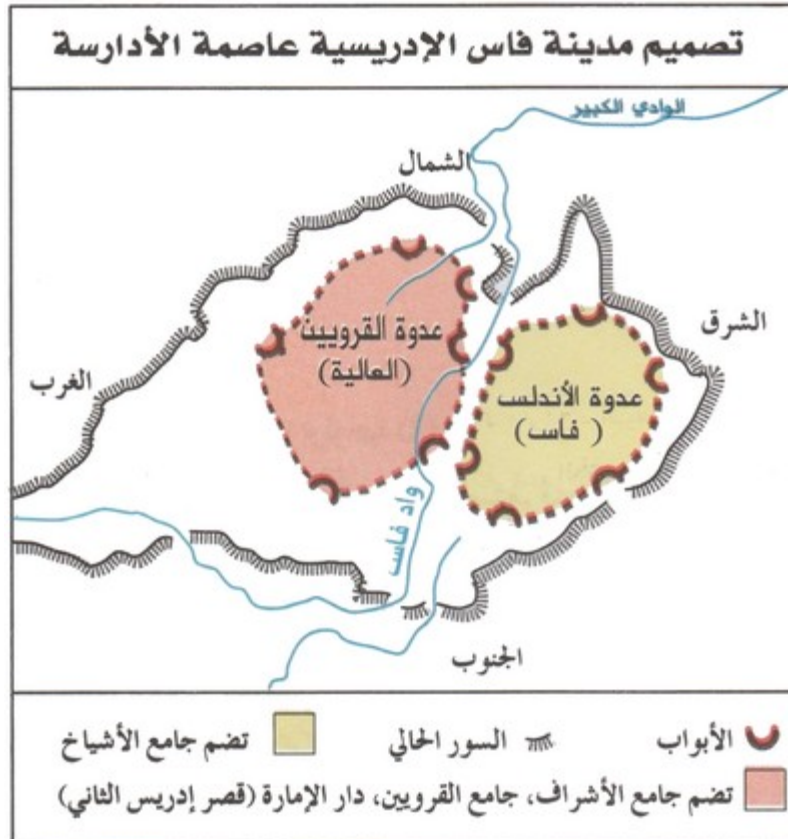 تصميم مدينة فاس الإدريسية عاصمة الأدارسة
الوادي الكبير
الشمال
الشرق
عدوة القرويين
(العالية)
الغرب
عدوة الأندلس
(فاس)
واد فاس
الجنوب
الأبواب
السور الحالي
تضم جامع الأشياخ
تضم جامع الأشراف، جامع القرويين، دار الإمارة (قصر إدريس الثاني)